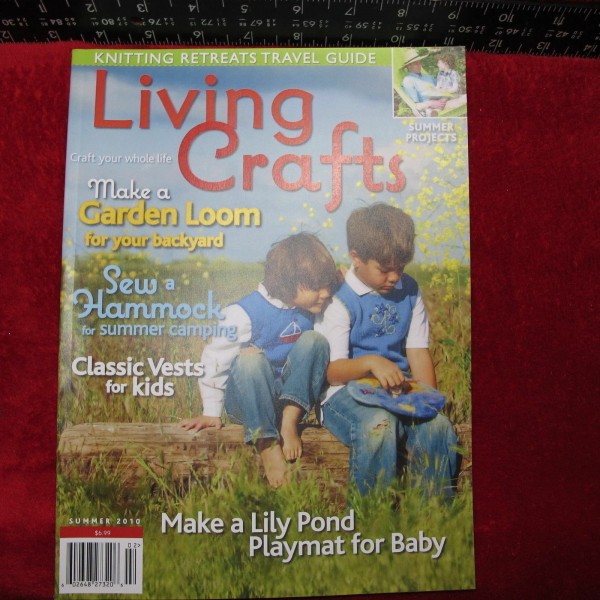 KNITTING RETREATS TRAVEL GUIDE
Living
Crafts
Craft your whole life
SUMMER
PROJECTS
Make a
Garden Loom
for your backyard
Sew a
Hammock
for summer camping
Classic Vests
for kids
Make a Lily Pond
Playmat for Baby
SUMMER 2010
$6.99
02>